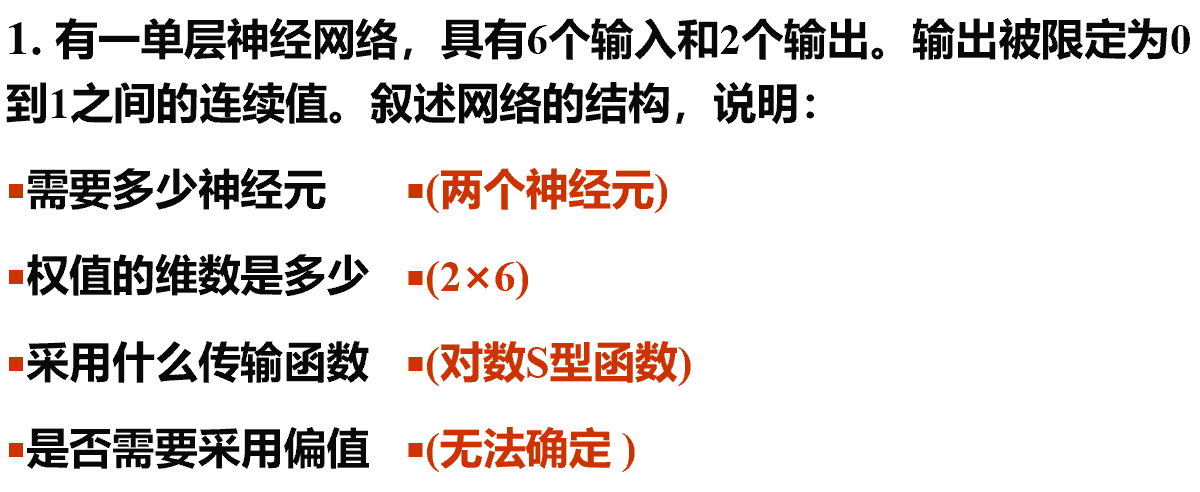 1. 有一单层神经网络，具有6个输入和2个输出。输出被限定为0
到1之间的连续值。叙述网络的结构，说明：
▪需要多少神经元 ▪(两个神经元)
▪权值的维数是多少 ▪(2×6)
▪采用什么传输函数 ▪(对数S型函数)
▪是否需要采用偏值 ▪(无法确定 )